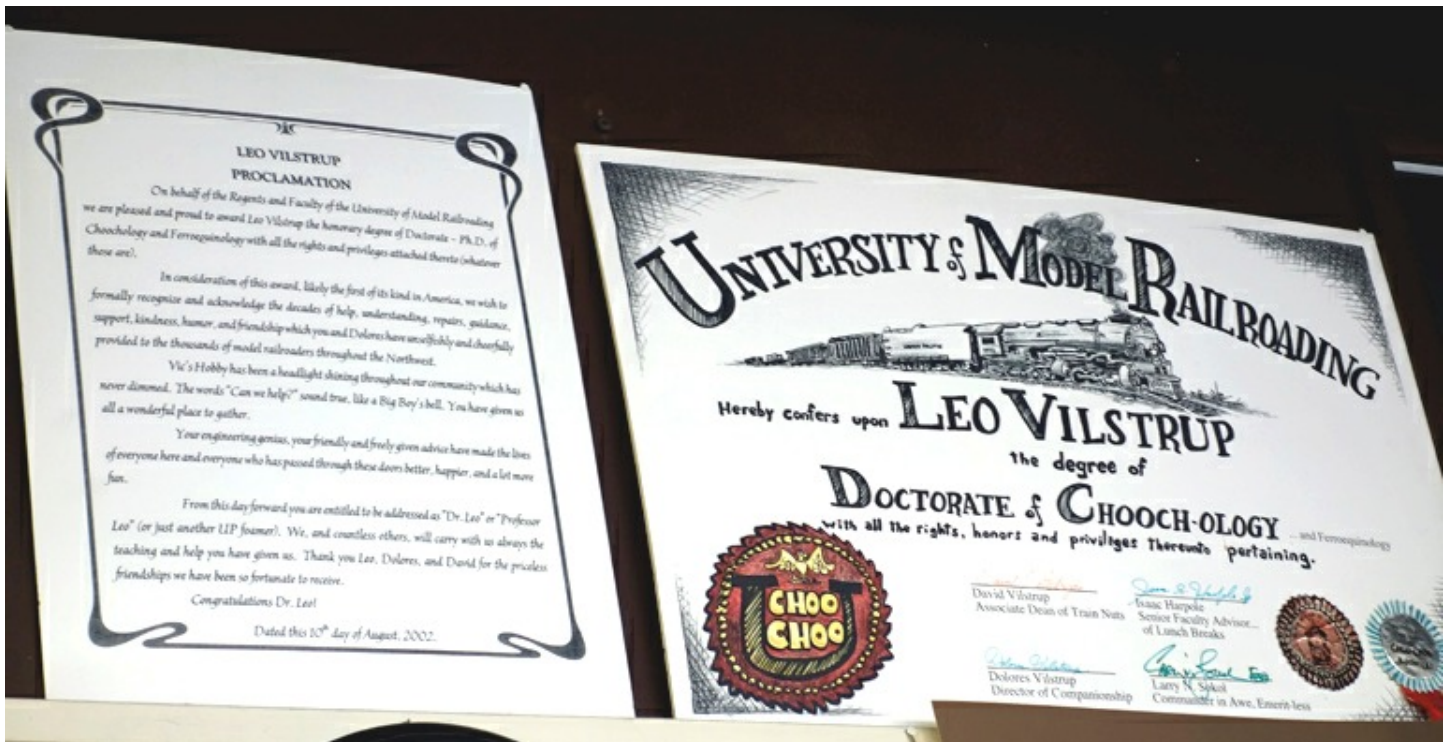 LEO VILSTRUP
PROCLAMATION
On behalf of the Regents and Faculty of the University of Model Railroading
we are pleased and proud to award Leo Vilstrup the honorary degree of Doctorate – Ph.D. of
Choochology and Ferroequinology with all the rights and privileges attached thereto (whatever
those are).
In consideration of this award, likely the first of its kind in America, we wish to
formally recognize and acknowledge the decades of help, understanding, repairs, guidance,
support, kindness, humor, and friendship which you and Dolores have unselfishly and cheerfully
provided to the thousands of model railroaders throughout the Northwest.
Vic's Hobby has been a headlight shining throughout our community which has
never dimmed. The words "Can we help?" sound true, like a Big Boy's bell. You have given us
all a wonderful place to gather.
Your engineering genius, your friendly and freely given advice have made the lives
of everyone here and everyone who has passed through these doors better, happier, and a lot more
fun.
From this day forward you are entitled to be addressed as "Dr. Leo" or "Professor
Leo" (or just another UP foamer). We, and countless others, will carry with us always the
teaching and help you have given us. Thank you Leo, Dolores, and David for the priceless
friendships we have been so fortunate to receive.
Congratulations Dr. Leo!
Dated this 10th day of August, 2002.
UNIVERSITY of MODEL RAILROADING
Hereby confers upon LEO VILSTRUP
the degree of
DOCTORATE of CHOOCH-OLOGY ... and Ferroequinology
with all the rights, honors and privileges thereunto pertaining.
CHOO
CHOO
U
David Vilstrup
Associate Dean of Train Nuts
Isaac Harpole
Senior Faculty Advisor...
of Lunch Breaks
Dolores Vilstrup
Director of Companionship
Larry N. Sokol
Commander in Awe, Emerit-less